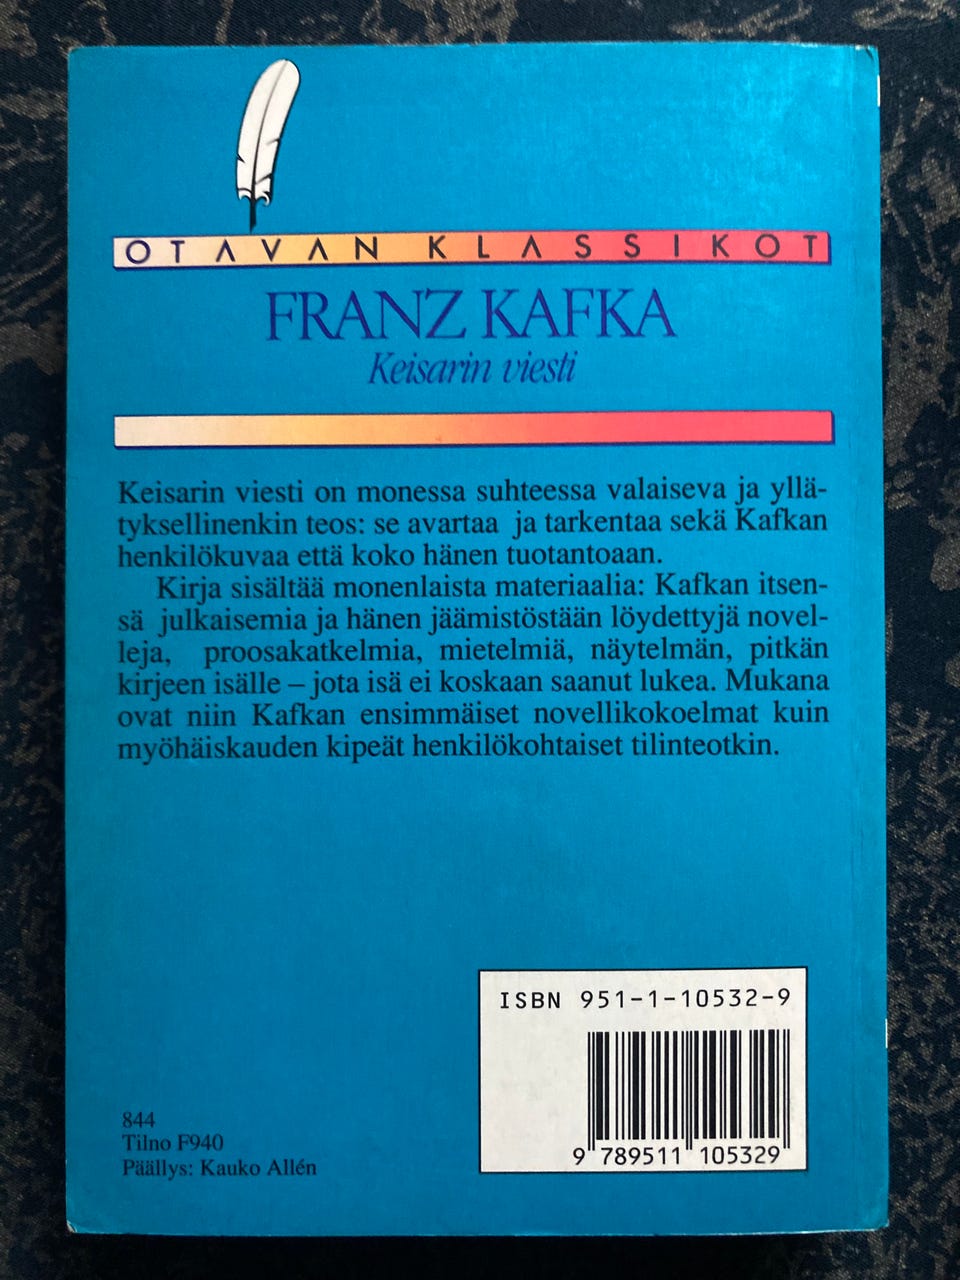 OTAVAN KLASSIKOT
FRANZ KAFKA
Keisarin viesti
Keisarin viesti on monessa suhteessa valaiseva ja yllä-
tyksellinenkin teos: se avartaa ja tarkentaa sekä Kafkan
henkilökuvaa että koko hänen tuotantoaan.
Kirja sisältää monenlaista materiaalia: Kafkan itsen-
sä julkaisemia ja hänen jäämistöstään löydettyjä novel-
leja, proosakatkelmia, mietelmiä, näytelmän, pitkän
kirjeen isälle – jota isä ei koskaan saanut lukea. Mukana
ovat niin Kafkan ensimmäiset novellikokoelmat kuin
myöhäiskauden kipeät henkilökohtaiset tilinteotkin.
ISBN 951-1-10532-9
9 789511 105329
844
Tilno F940
Päällys: Kauko Allén